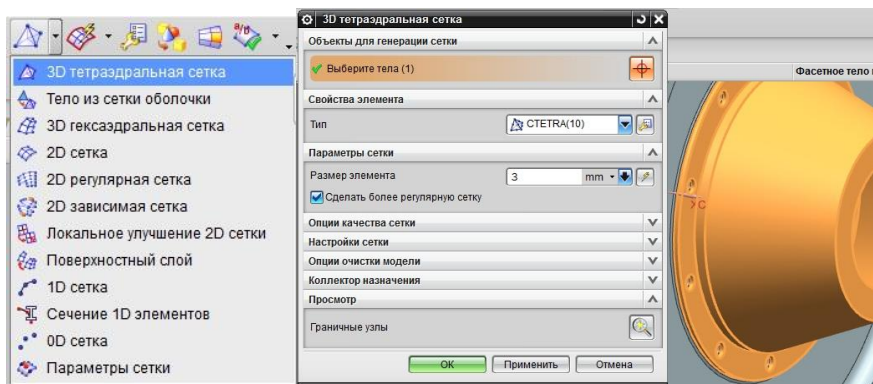 3D тетраэдральная сетка
Тело из сетки оболочки
3D гексаэдральная сетка
2D сетка
2D регулярная сетка
2D зависимая сетка
Локальное улучшение 2D сетки
Поверхностный слой
1D сетка
Сечение 1D элементов
0D сетка
Параметры сетки
3D тетраэдральная сетка
Объекты для генерации сетки
Выберите тела (1)
Свойства элемента
Тип CTETRA(10)
Параметры сетки
Размер элемента 3 mm
Сделать более регулярную сетку
Опции качества сетки
Настройки сетки
Опции очистки модели
Коллектор назначения
Просмотр
Граничные узлы
OK Применить Отмена
Фасетное тело